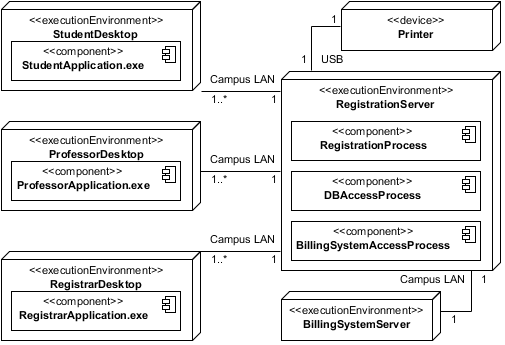 <<executionEnvironment>>
StudentDesktop
<<component>>
StudentApplication.exe
Campus LAN
1..*
1
<<device>>
Printer
1
1
USB
<<executionEnvironment>>
RegistrationServer
<<component>>
RegistrationProcess
<<component>>
DBAccessProcess
<<component>>
BillingSystemAccessProcess
<<executionEnvironment>>
ProfessorDesktop
<<component>>
ProfessorApplication.exe
Campus LAN
1..*
1
<<executionEnvironment>>
RegistrarDesktop
<<component>>
RegistrarApplication.exe
Campus LAN
1..*
1
Campus LAN
1
<<executionEnvironment>>
BillingSystemServer
1